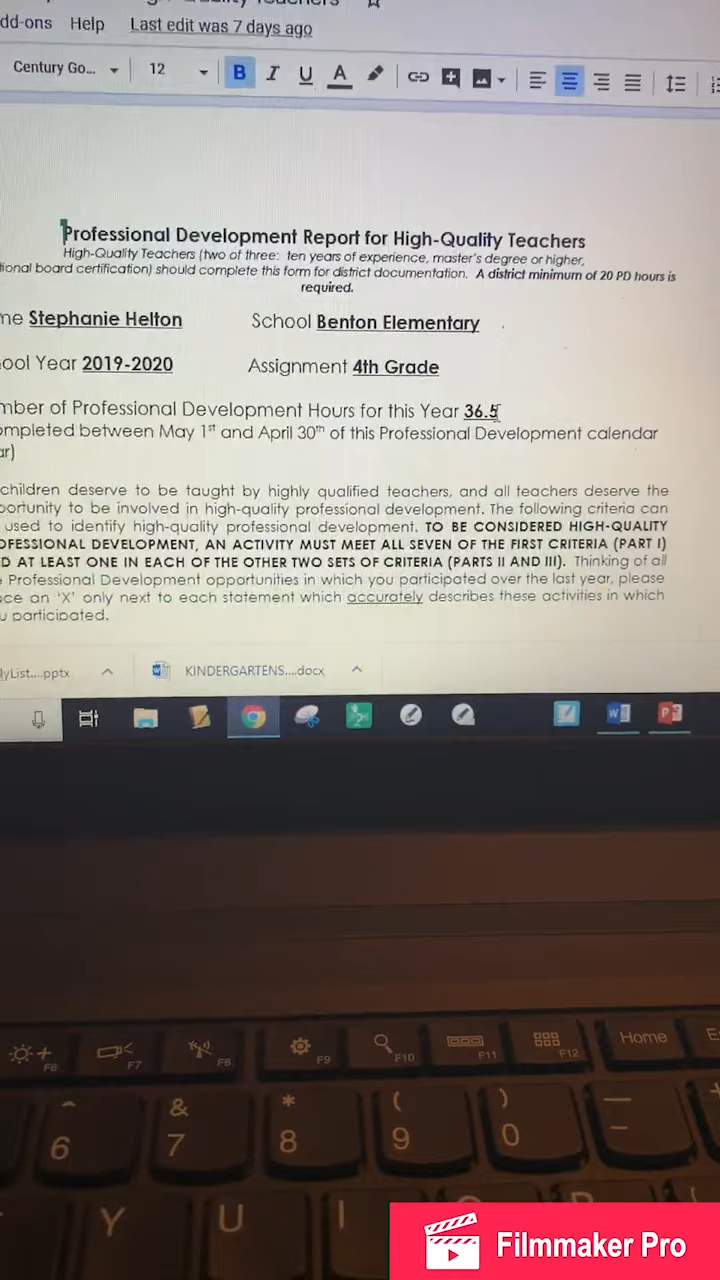 dd-ons Help Last edit was 7 days ago
Century Go... 12 B I U A
Professional Development Report for High-Quality Teachers
High-Quality Teachers (two of three: ten years of experience, master's degree or higher,
tional board certification) should complete this form for district documentation. A district minimum of 20 PD hours is
required.
me Stephanie Helton School Benton Elementary
ool Year 2019-2020 Assignment 4th Grade
mber of Professional Development Hours for this Year 36.5
ompleted between May 1st and April 30th of this Professional Development calendar
ar)
children deserve to be taught by highly qualified teachers, and all teachers deserve the
portunity to be involved in high-quality professional development. The following criteria can
used to identify high-quality professional development. TO BE CONSIDERED HIGH-QUALITY
OFESSIONAL DEVELOPMENT, AN ACTIVITY MUST MEET ALL SEVEN OF THE FIRST CRITERIA (PART I)
D AT LEAST ONE IN EACH OF THE OTHER TWO SETS OF CRITERIA (PARTS II AND III). Thinking of all
Professional Development opportunities in which you participated over the last year, please
ce an 'X' only next to each statement which accurately describes these activities in which
u participated.
lyList....pptx KINDERGARTENS....docx
F6 F7 F8 F9 F10 F11 F12 Home E
^ & * ( ) _
6 7 8 9 0 -
Y U I
Filmmaker Pro